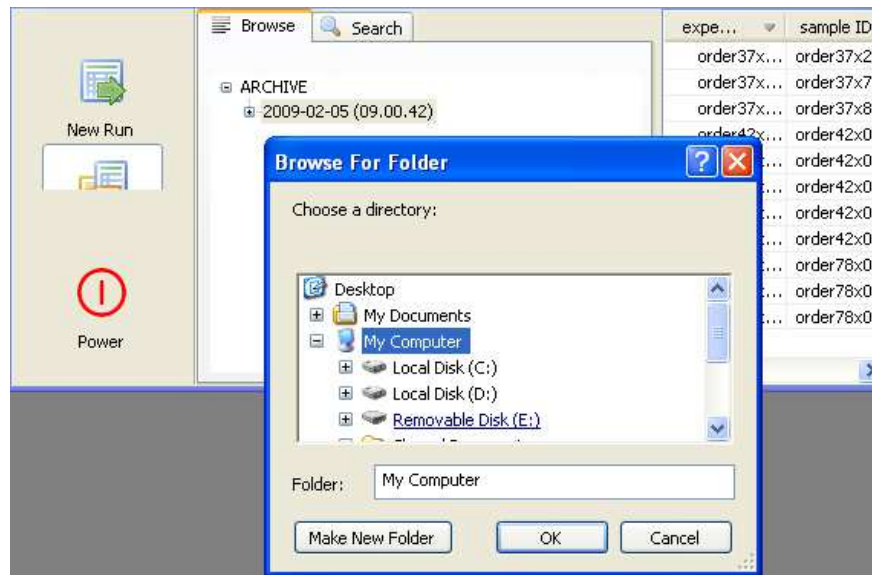 Browse
Search
expe...
sample ID
ARCHIVE
2009-02-05 (09.00.42)
New Run
Power
order37x... order37x2
order37x... order37x7
order37x... order37x8
order42x... order42x0
... order42x0
... order42x0
... order42x0
... order42x0
... order78x0
... order78x0
... order78x0
Browse For Folder
Choose a directory:
Desktop
My Documents
My Computer
Local Disk (C:)
Local Disk (D:)
Removable Disk (E:)
Folder: My Computer
Make New Folder
OK
Cancel